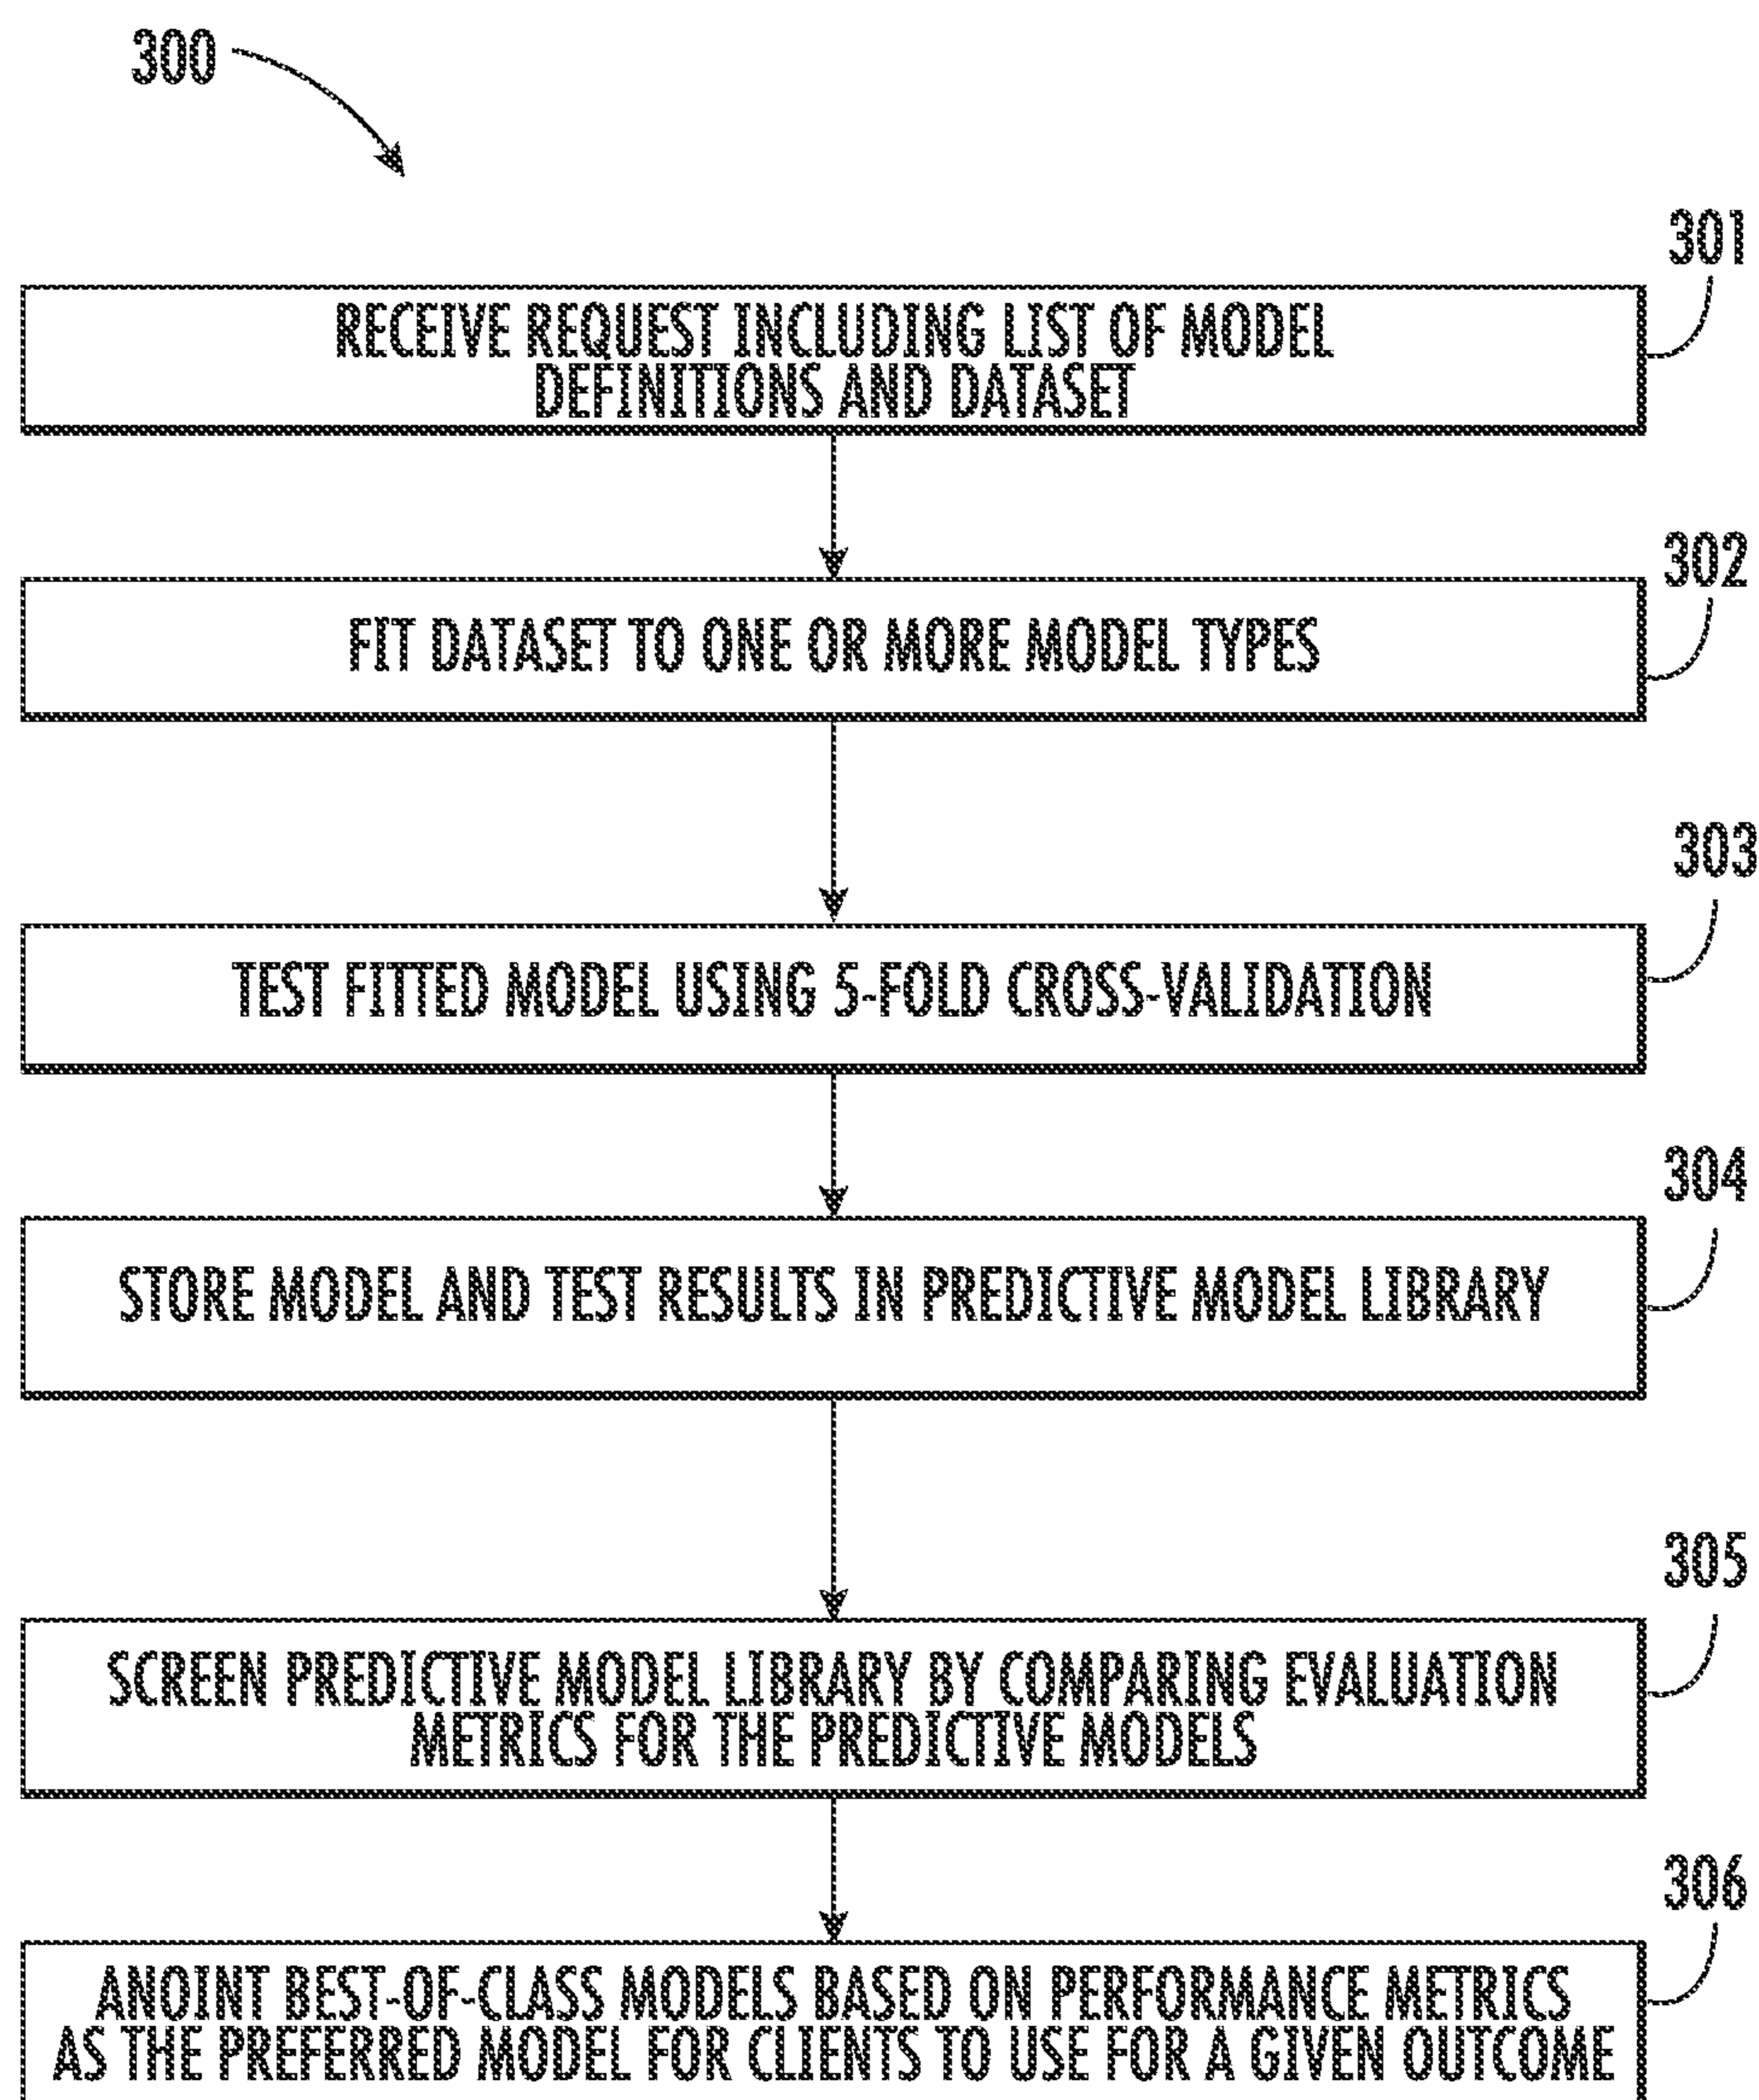 300
301
RECEIVE REQUEST INCLUDING LIST OF MODEL
DEFINITIONS AND DATASET
302
FIT DATASET TO ONE OR MORE MODEL TYPES
303
TEST FITTED MODEL USING 5-FOLD CROSS-VALIDATION
304
STORE MODEL AND TEST RESULTS IN PREDICTIVE MODEL LIBRARY
305
SCREEN PREDICTIVE MODEL LIBRARY BY COMPARING EVALUATION
METRICS FOR THE PREDICTIVE MODELS
306
ANOINT BEST-OF-CLASS MODELS BASED ON PERFORMANCE METRICS
AS THE PREFERRED MODEL FOR CLIENTS TO USE FOR A GIVEN OUTCOME